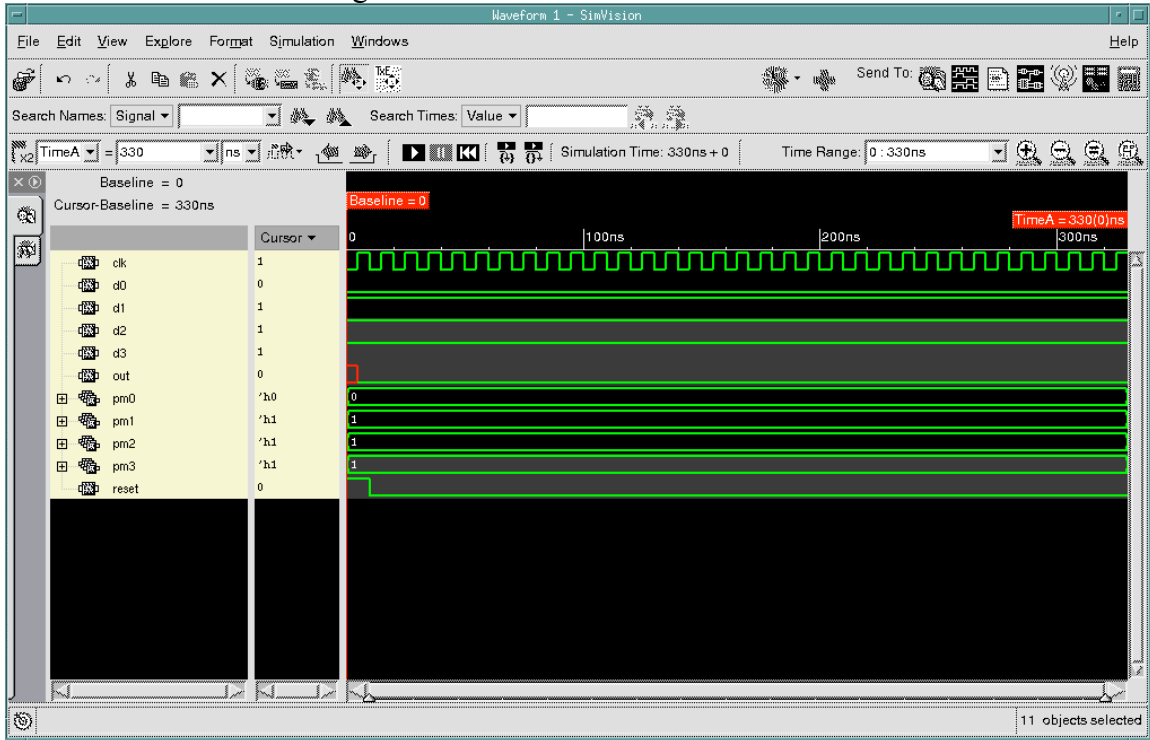 Waveform 1 - SimVision
File Edit View Explore Format Simulation Windows Help
TxE
Send To:
Search Names: Signal Search Times: Value
x2 TimeA = 330 ns Simulation Time: 330ns + 0 Time Range: 0 : 330ns
Baseline = 0
Cursor-Baseline = 330ns
Baseline = 0
TimeA = 330(0)ns
Cursor 0 100ns 200ns 300ns
clk 1
d0 0
d1 1
d2 1
d3 1
out 0
pm0 'h0 0
pm1 'h1 1
pm2 'h1 1
pm3 'h1 1
reset 0
11 objects selected